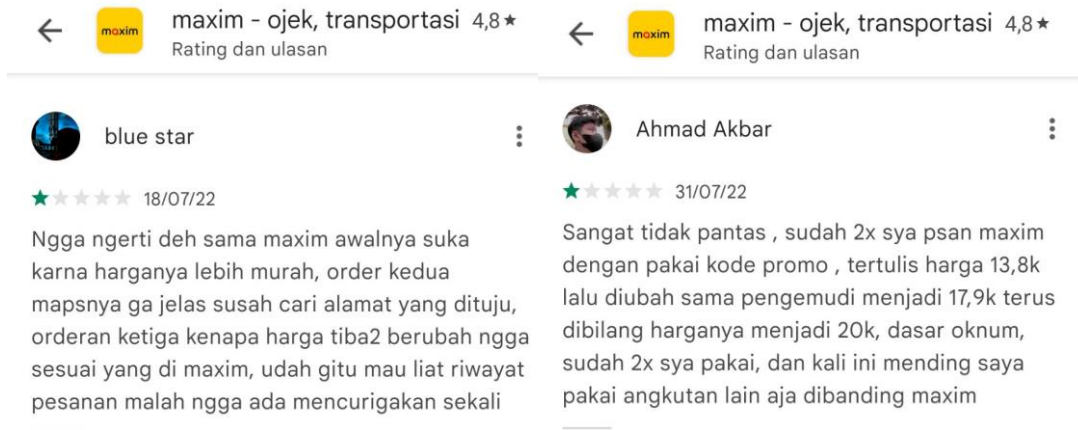 maxim - ojek, transportasi 4,8★
maxim
Rating dan ulasan
blue star
18/07/22
Ngga ngerti deh sama maxim awalnya suka
karna harganya lebih murah, order kedua
mapsnya ga jelas susah cari alamat yang dituju,
orderan ketiga kenapa harga tiba2 berubah ngga
sesuai yang di maxim, udah gitu mau liat riwayat
pesanan malah ngga ada mencurigakan sekali
maxim - ojek, transportasi 4,8★
maxim
Rating dan ulasan
Ahmad Akbar
31/07/22
Sangat tidak pantas , sudah 2x sya psan maxim
dengan pakai kode promo , tertulis harga 13,8k
lalu diubah sama pengemudi menjadi 17,9k terus
dibilang harganya menjadi 20k, dasar oknum,
sudah 2x sya pakai, dan kali ini mending saya
pakai angkutan lain aja dibanding maxim